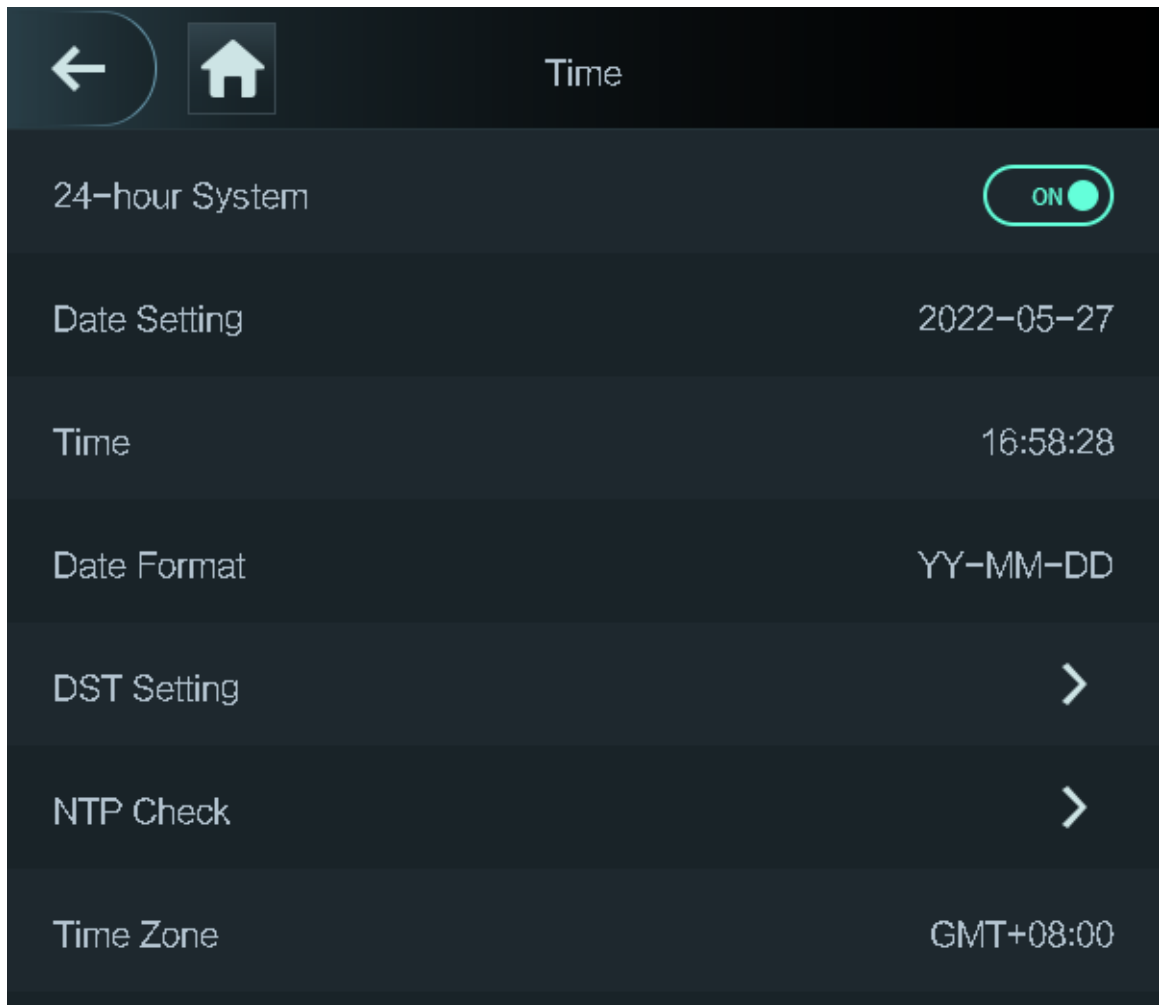 Time
24-hour System
ON
Date Setting
2022-05-27
Time
16:58:28
Date Format
YY-MM-DD
DST Setting
NTP Check
Time Zone
GMT+08:00